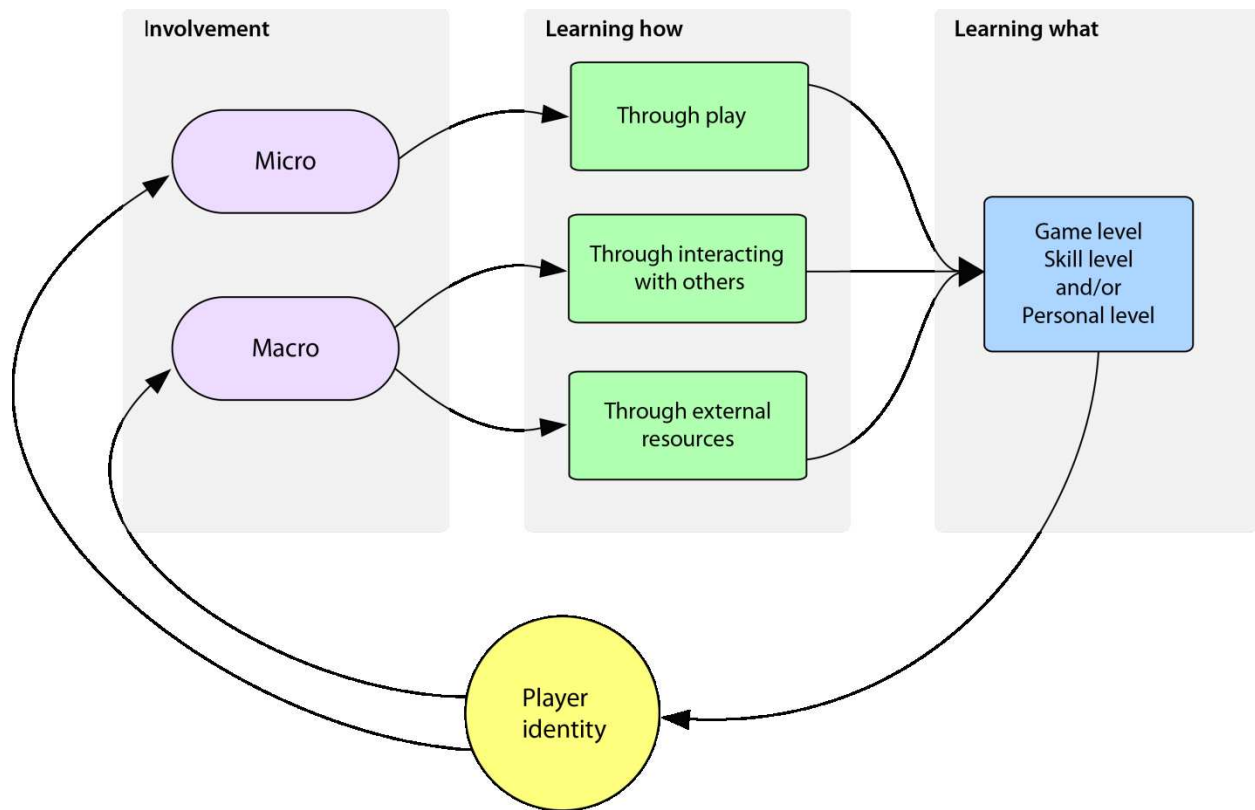 Involvement
Learning how
Learning what
Micro
Macro
Through play
Through interacting
with others
Through external
resources
Game level
Skill level
and/or
Personal level
Player
identity